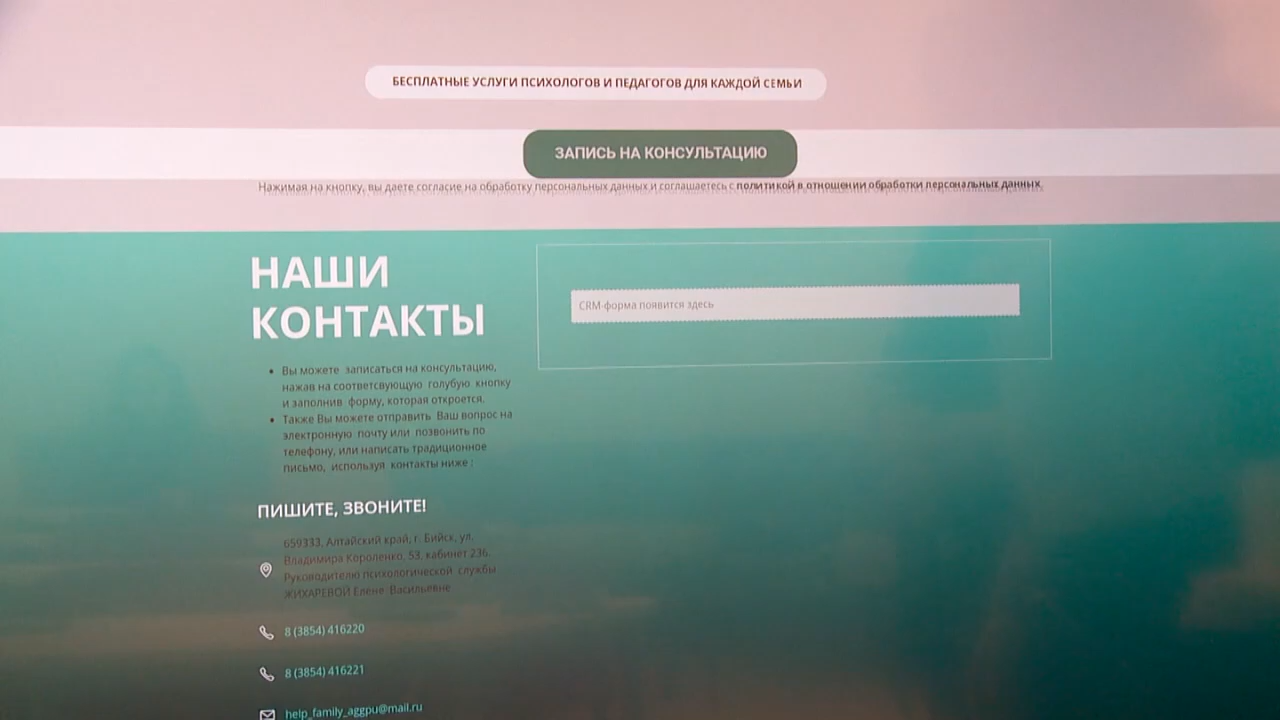 БЕСПЛАТНЫЕ УСЛУГИ ПСИХОЛОГОВ И ПЕДАГОГОВ ДЛЯ КАЖДОЙ СЕМЬИ
ЗАПИСЬ НА КОНСУЛЬТАЦИЮ
Нажимая на кнопку, вы даете согласие на обработку персональных данных и соглашаетесь с политикой в отношении обработки персональных данных.
НАШИ
КОНТАКТЫ
CRM-форма появится здесь
• Вы можете записаться на консультацию,
нажав на соответсвующую голубую кнопку
и заполнив форму, которая откроется.
• Также Вы можете отправить Ваш вопрос на
электронную почту или позвонить по
телефону, или написать традиционное
письмо, используя контакты ниже :
ПИШИТЕ, ЗВОНИТЕ!
659333, Алтайский край, г. Бийск, ул.
Владимира Короленко, 53, кабинет 236.
Руководителю психологической службы
ЖИХАРЕВОЙ Елене Васильевне
8 (3854) 416220
8 (3854) 416221
help_family_aggpu@mail.ru